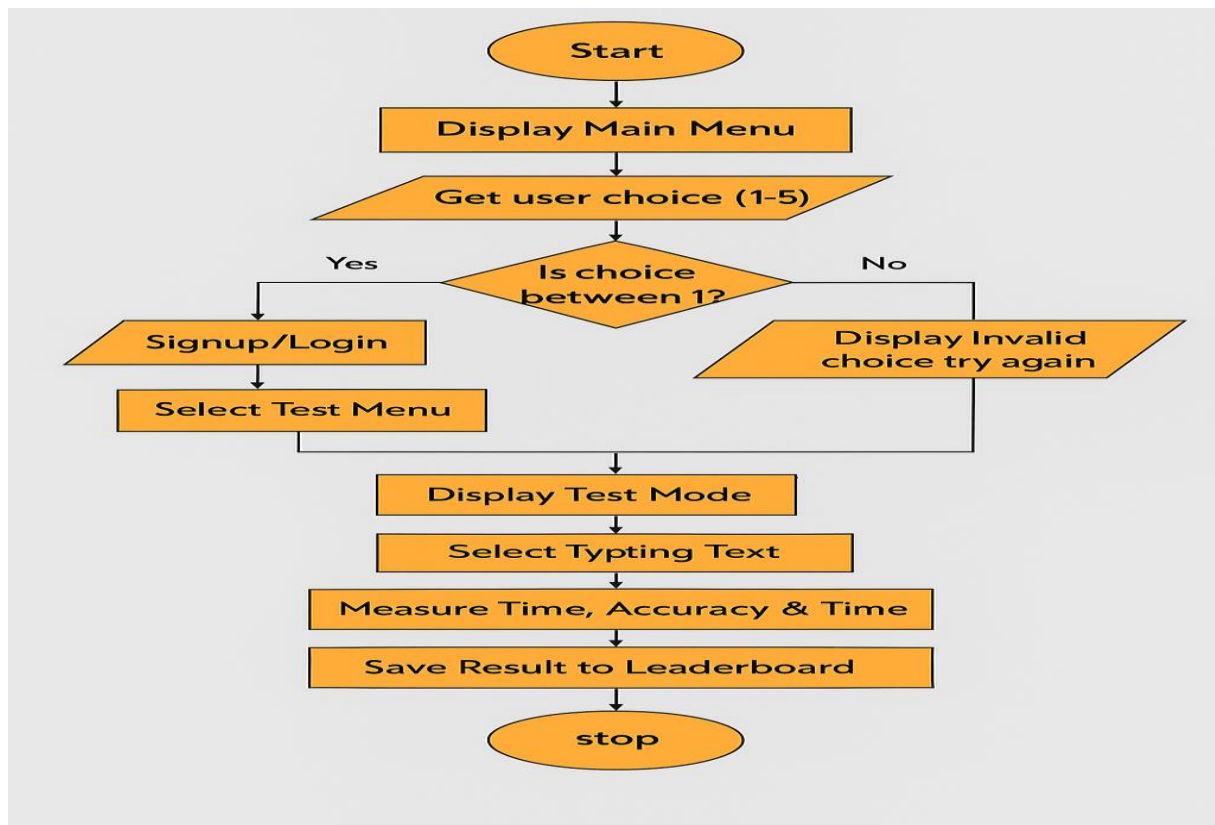 Start
Display Main Menu
Get user choice (1-5)
Yes
No
Is choice
between 1?
Signup/Login
Display Invalid
choice try again
Select Test Menu
Display Test Mode
Select Typting Text
Measure Time, Accuracy & Time
Save Result to Leaderboard
stop